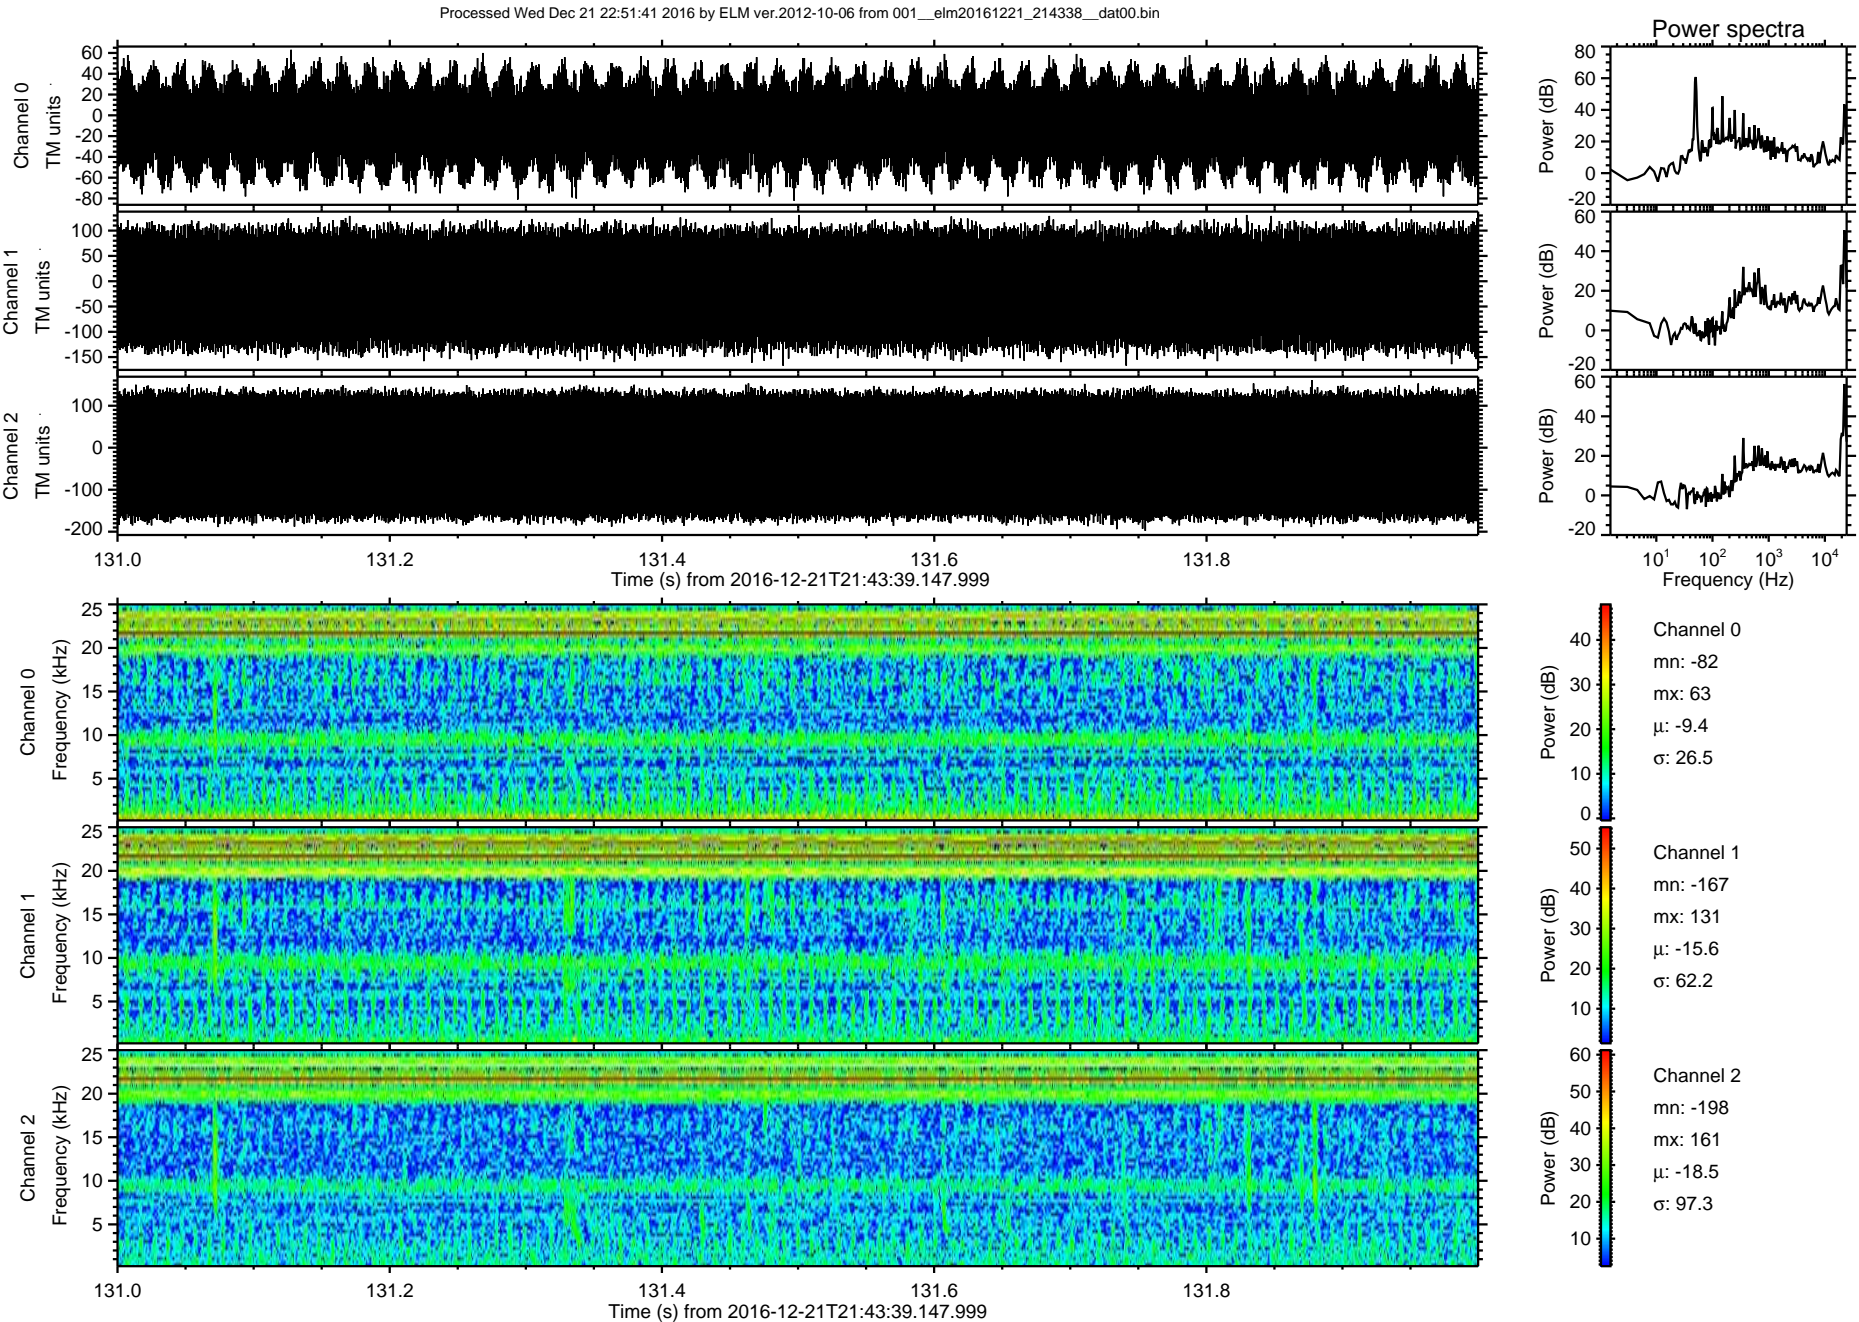 Processed Wed Dec 21 22:51:41 2016 by ELM ver.2012-10-06 from 001__elm20161221_214338__dat00.bin
Power spectra
Channel 0
TM units
60
40
20
0
-20
-40
-60
-80
Power (dB)
80
60
40
20
0
-20
Channel 1
TM units
100
50
0
-50
-100
-150
Power (dB)
60
40
20
0
-20
Channel 2
TM units
100
0
-100
-200
Power (dB)
60
40
20
0
-20
131.0 131.2 131.4 131.6 131.8
Time (s) from 2016-12-21T21:43:39.147.999
10¹ 10² 10³ 10⁴
Frequency (Hz)
Channel 0
Frequency (kHz)
25
20
15
10
5
Power (dB)
40
30
20
10
0
Channel 0
mn: -82
mx: 63
μ: -9.4
σ: 26.5
Channel 1
Frequency (kHz)
25
20
15
10
5
Power (dB)
50
40
30
20
10
Channel 1
mn: -167
mx: 131
μ: -15.6
σ: 62.2
Channel 2
Frequency (kHz)
25
20
15
10
5
Power (dB)
60
50
40
30
20
10
Channel 2
mn: -198
mx: 161
μ: -18.5
σ: 97.3
131.0 131.2 131.4 131.6 131.8
Time (s) from 2016-12-21T21:43:39.147.999